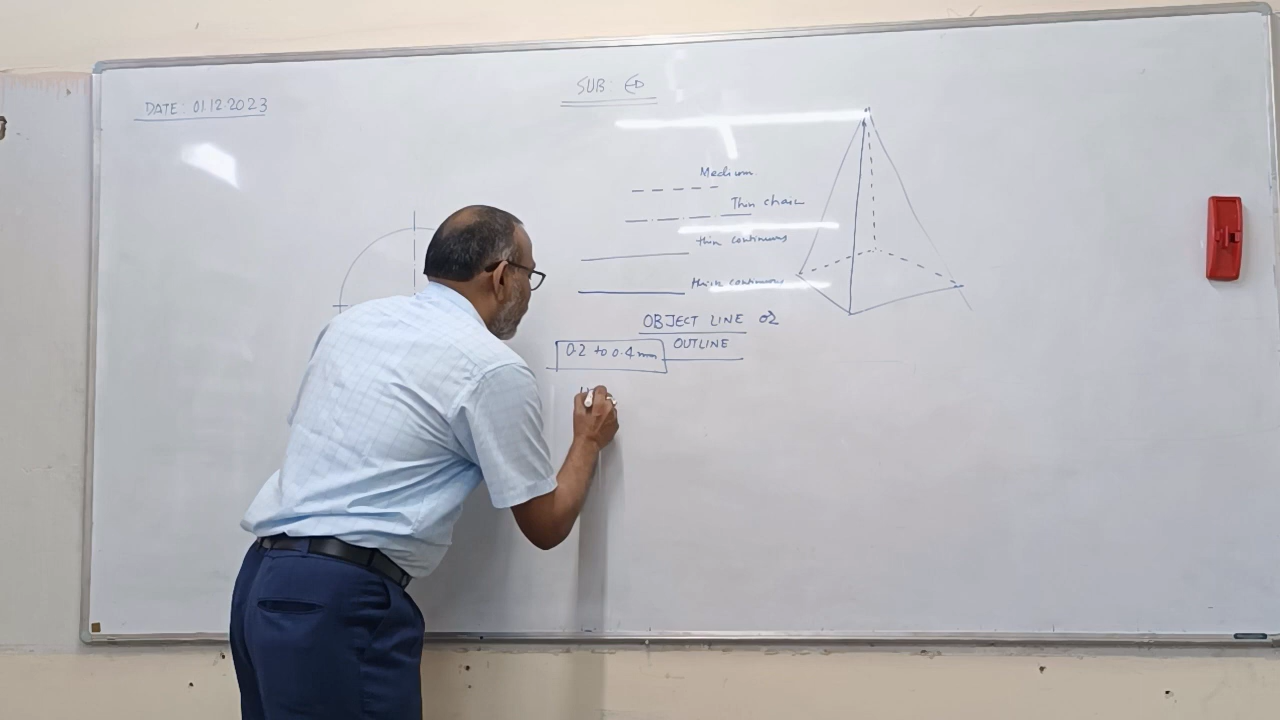 DATE: 01.12.2023
SUB: ED
Medium
Thin chain
thin continuous
thick continuous
OBJECT LINE OR
OUTLINE
0.2 to 0.4 mm